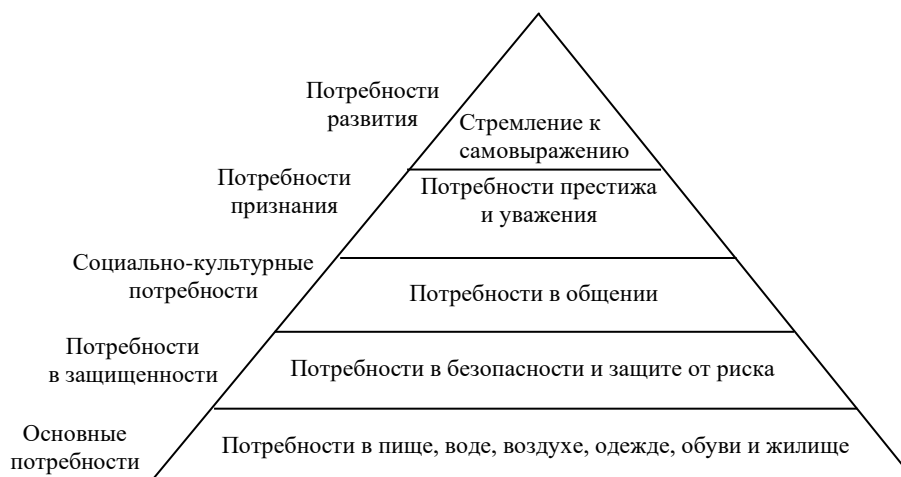 Потребности
развития
Стремление к
самовыражению
Потребности
признания
Потребности престижа
и уважения
Социально-культурные
потребности
Потребности в общении
Потребности
в защищенности
Потребности в безопасности и защите от риска
Основные
потребности
Потребности в пище, воде, воздухе, одежде, обуви и жилище